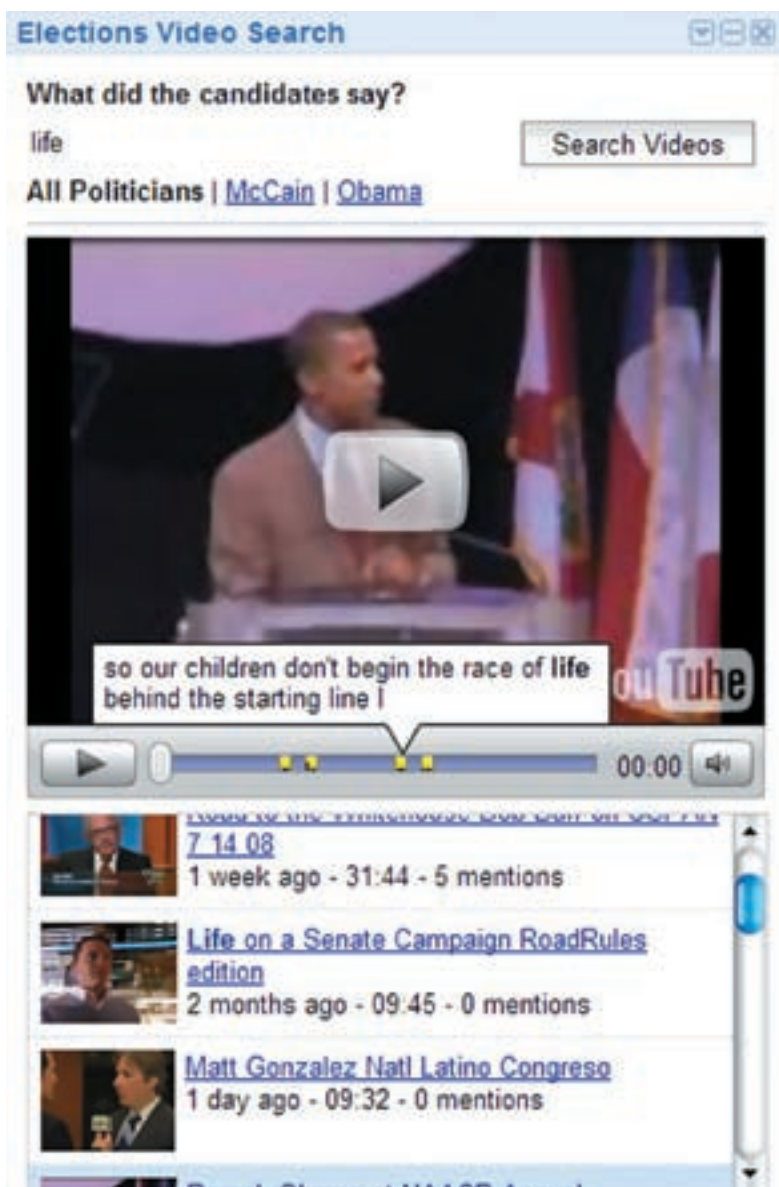 Elections Video Search
What did the candidates say?
life
Search Videos
All Politicians | McCain | Obama
so our children don't begin the race of life
behind the starting line I
ou Tube
00:00
7 14 08
1 week ago - 31:44 - 5 mentions
Life on a Senate Campaign RoadRules
edition
2 months ago - 09:45 - 0 mentions
Matt Gonzalez Natl Latino Congreso
1 day ago - 09:32 - 0 mentions